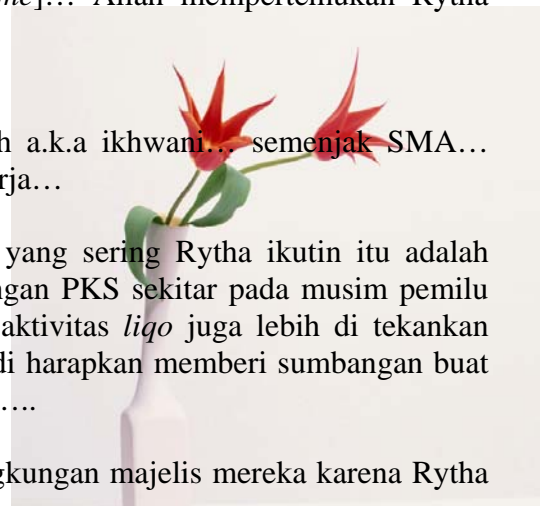 me]… Allah mempertemukan Rytha
h a.k.a ikhwani… semenjak SMA…
rja…
yang sering Rytha ikutin itu adalah
ngan PKS sekitar pada musim pemilu
aktivitas liqo juga lebih di tekankan
di harapkan memberi sumbangan buat
….
gkungan majelis mereka karena Rytha